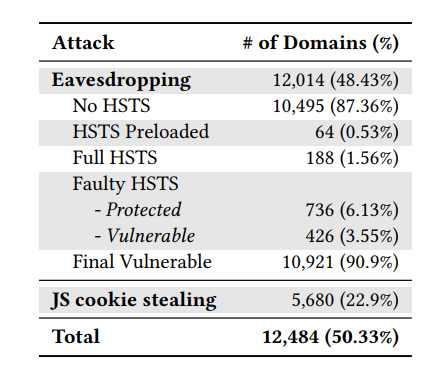 Attack # of Domains (%)
Eavesdropping 12,014 (48.43%)
No HSTS 10,495 (87.36%)
HSTS Preloaded 64 (0.53%)
Full HSTS 188 (1.56%)
Faulty HSTS
- Protected 736 (6.13%)
- Vulnerable 426 (3.55%)
Final Vulnerable 10,921 (90.9%)
JS cookie stealing 5,680 (22.9%)
Total 12,484 (50.33%)